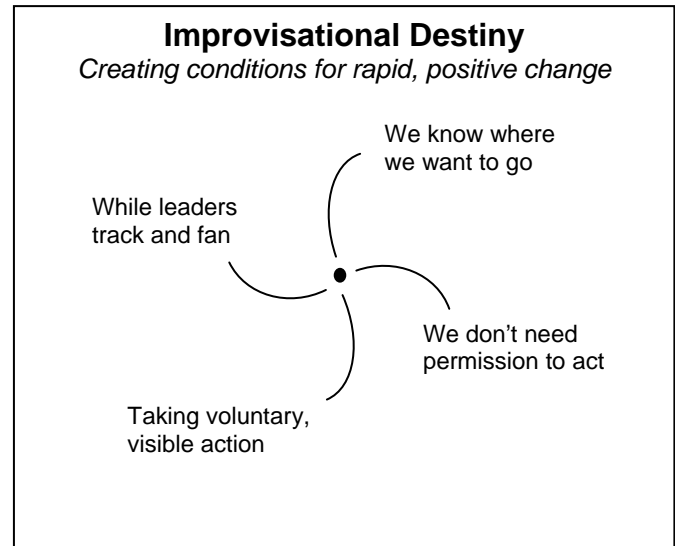 Improvisational Destiny
Creating conditions for rapid, positive change
We know where
we want to go
While leaders
track and fan
We don't need
permission to act
Taking voluntary,
visible action